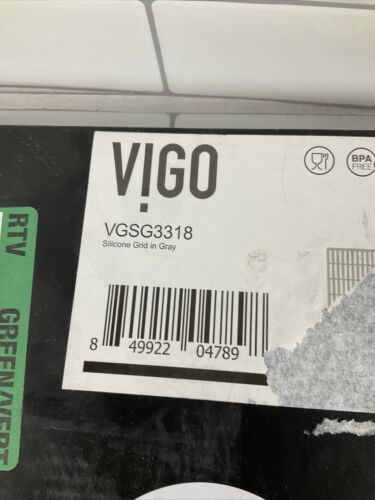 VIGO
BPA
FREE
VGSG3318
Silicone Grid in Gray
8 49922 04789
RTV
GREEN/VERT